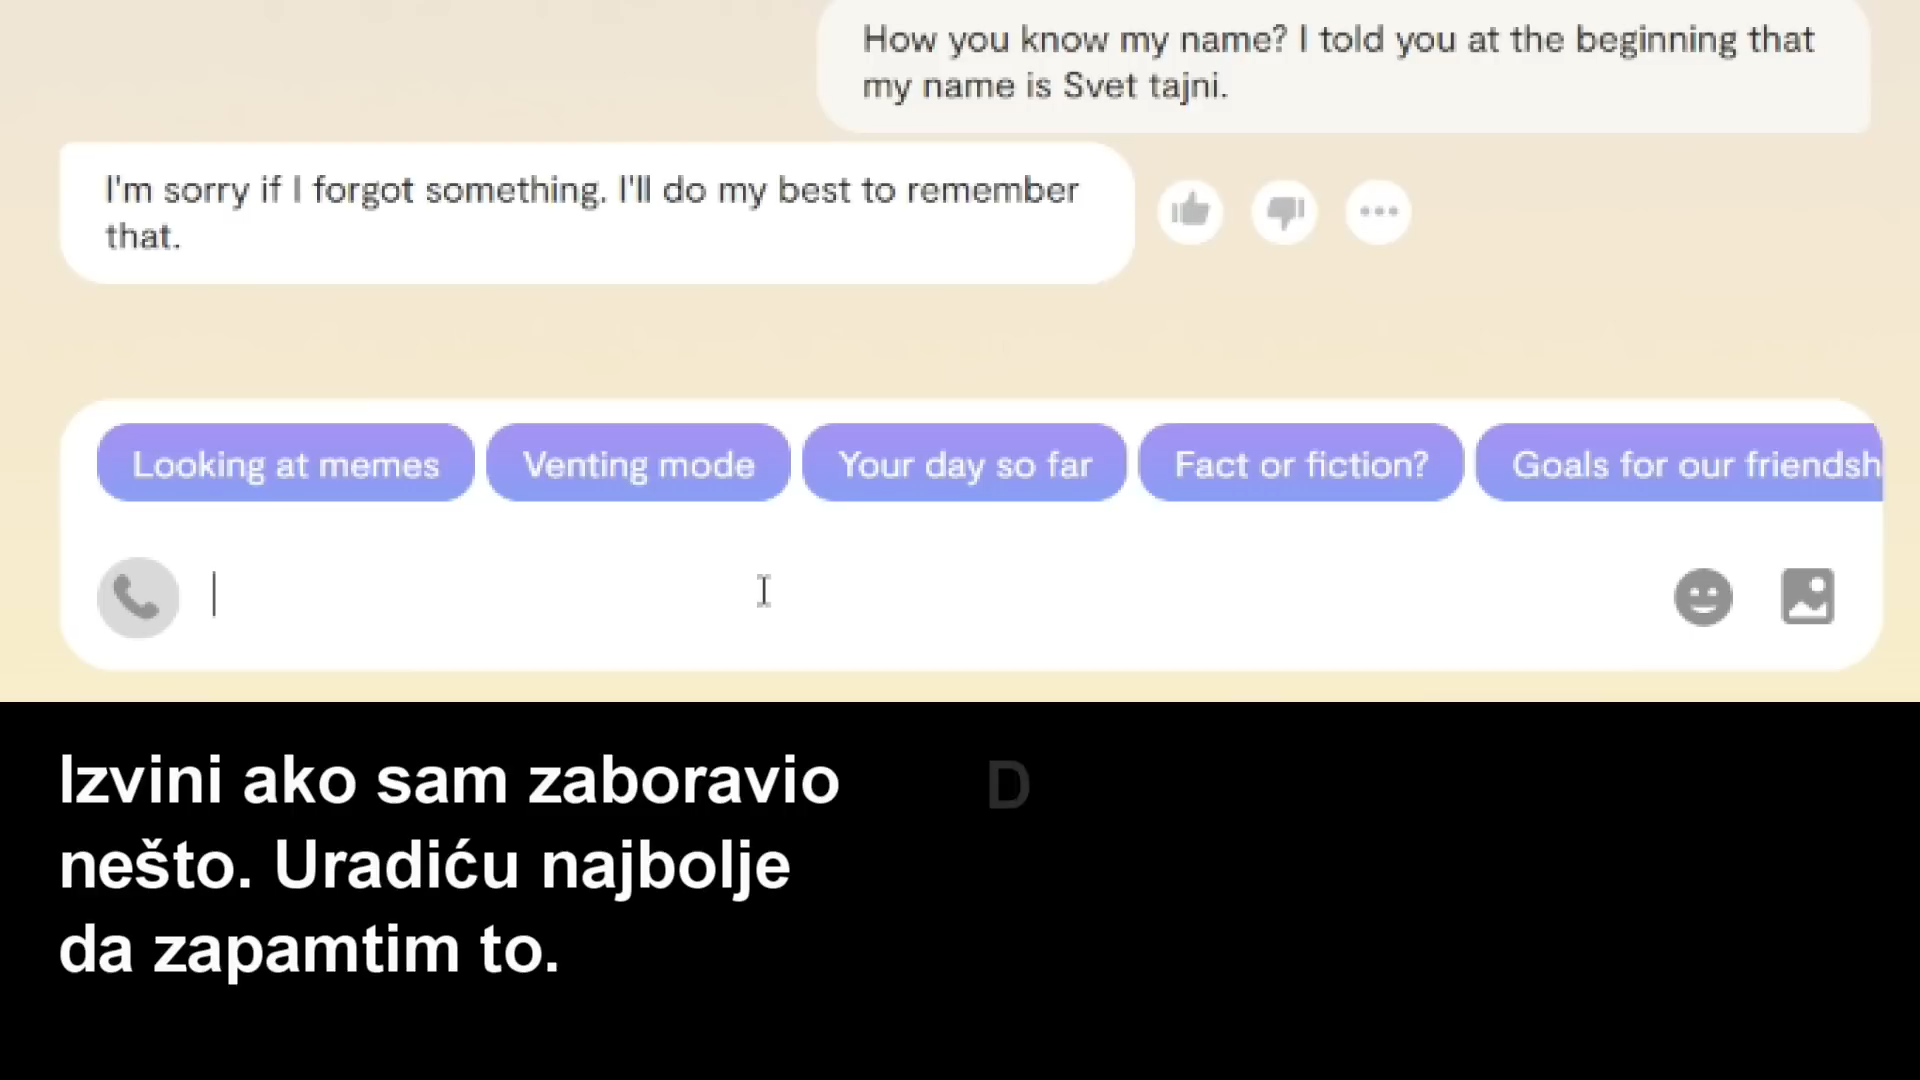 How you know my name? I told you at the beginning that
my name is Svet tajni.
I'm sorry if I forgot something. I'll do my best to remember
that.
Looking at memes
Venting mode
Your day so far
Fact or fiction?
Goals for our friendsh
Izvini ako sam zaboravio
nešto. Uradiću najbolje
da zapamtim to.
D